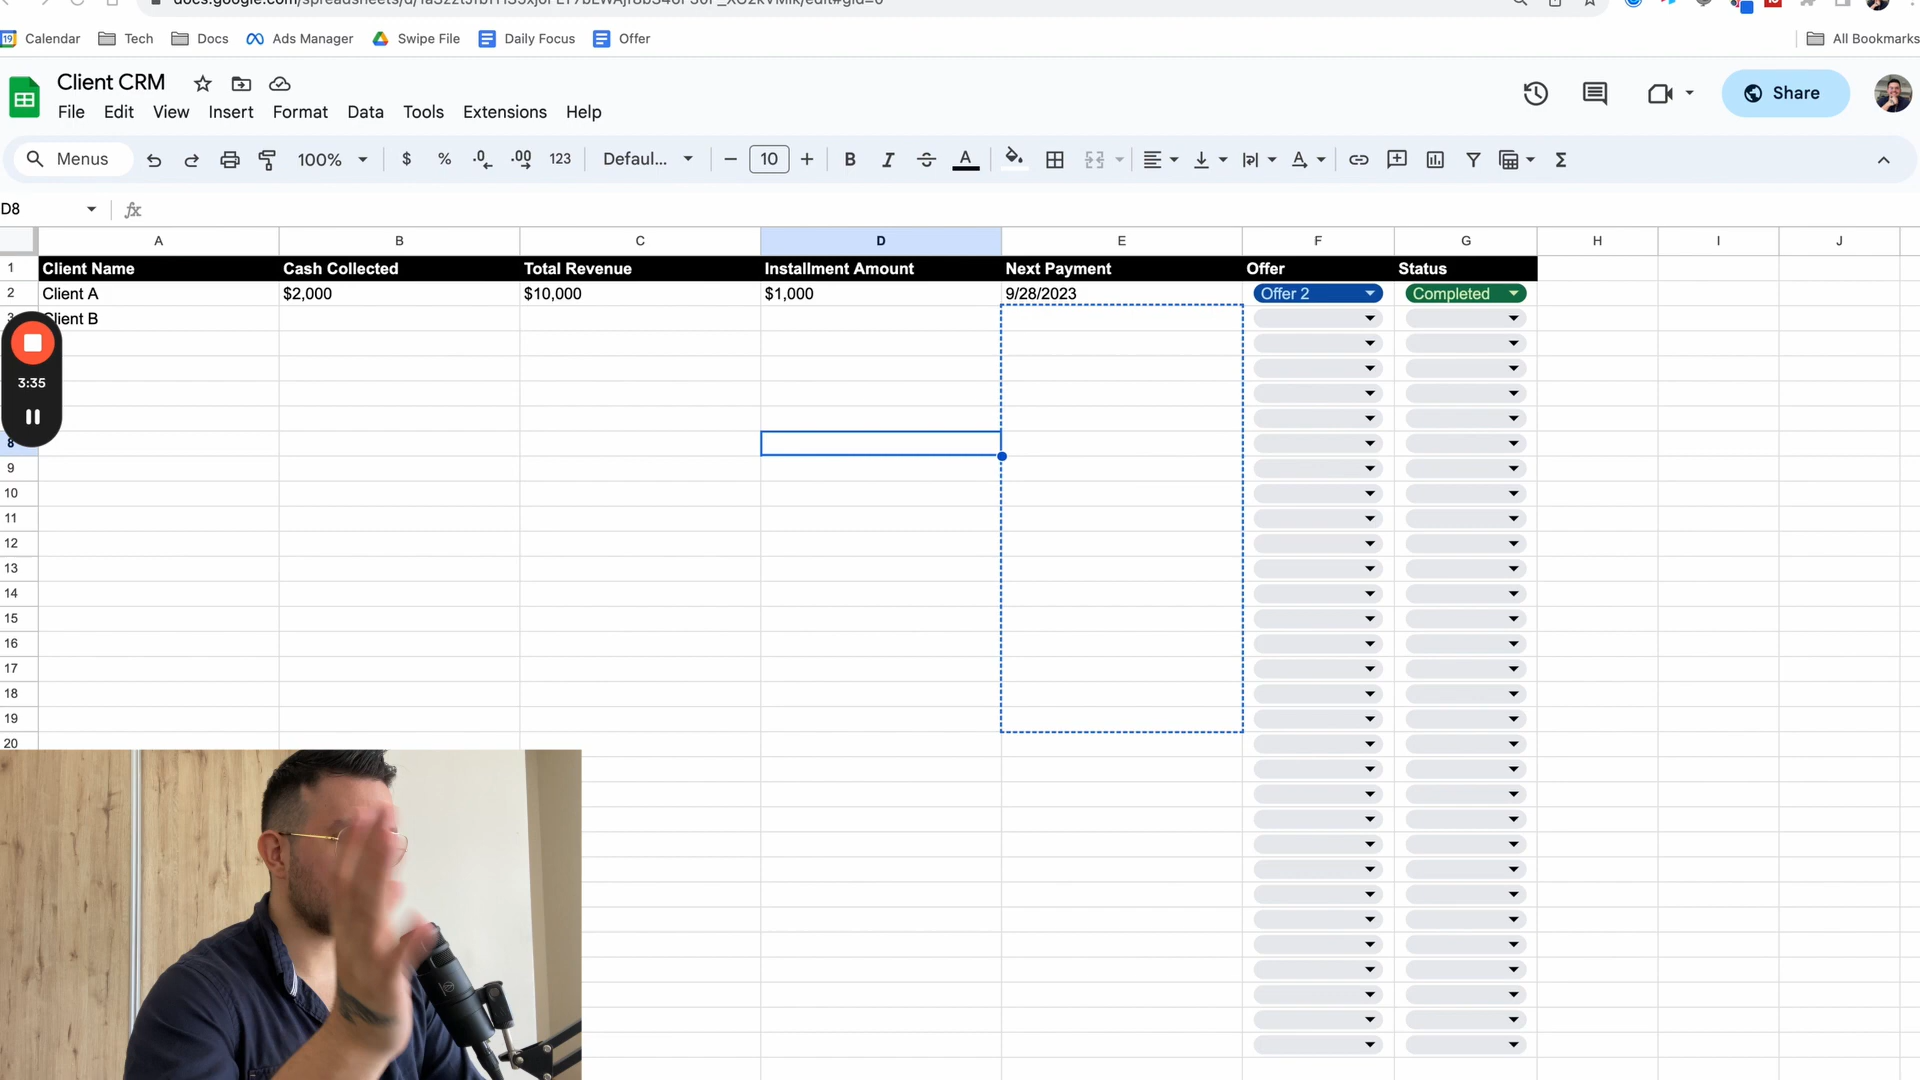 Calendar Tech Docs Ads Manager Swipe File Daily Focus Offer All Bookmarks
Client CRM
File Edit View Insert Format Data Tools Extensions Help
Share
Menus 100% $ % .0 .00 123 Defaul... 10 B I A
D8 fx
A B C D E F G H I J
1 Client Name Cash Collected Total Revenue Installment Amount Next Payment Offer Status
2 Client A $2,000 $10,000 $1,000 9/28/2023 Offer 2 Completed
Client B
3:35
8
9
10
11
12
13
14
15
16
17
18
19
20